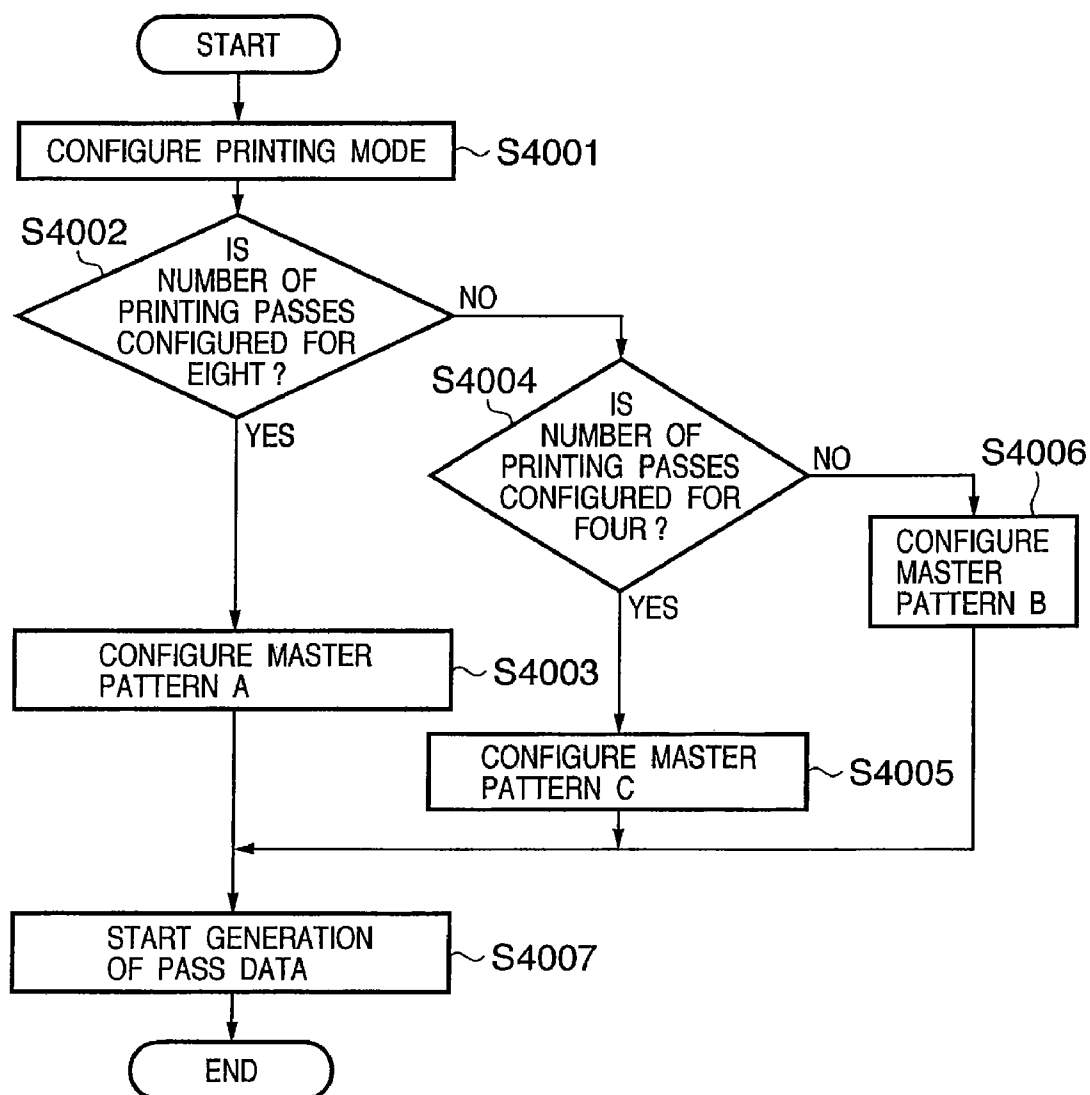 START
CONFIGURE PRINTING MODE
S4001
S4002
IS
NUMBER OF
PRINTING PASSES
CONFIGURED FOR
EIGHT?
NO
YES
S4004
IS
NUMBER OF
PRINTING PASSES
CONFIGURED FOR
FOUR?
NO
YES
S4006
CONFIGURE
MASTER
PATTERN B
CONFIGURE MASTER
PATTERN A
S4003
CONFIGURE MASTER
PATTERN C
S4005
START GENERATION
OF PASS DATA
S4007
END